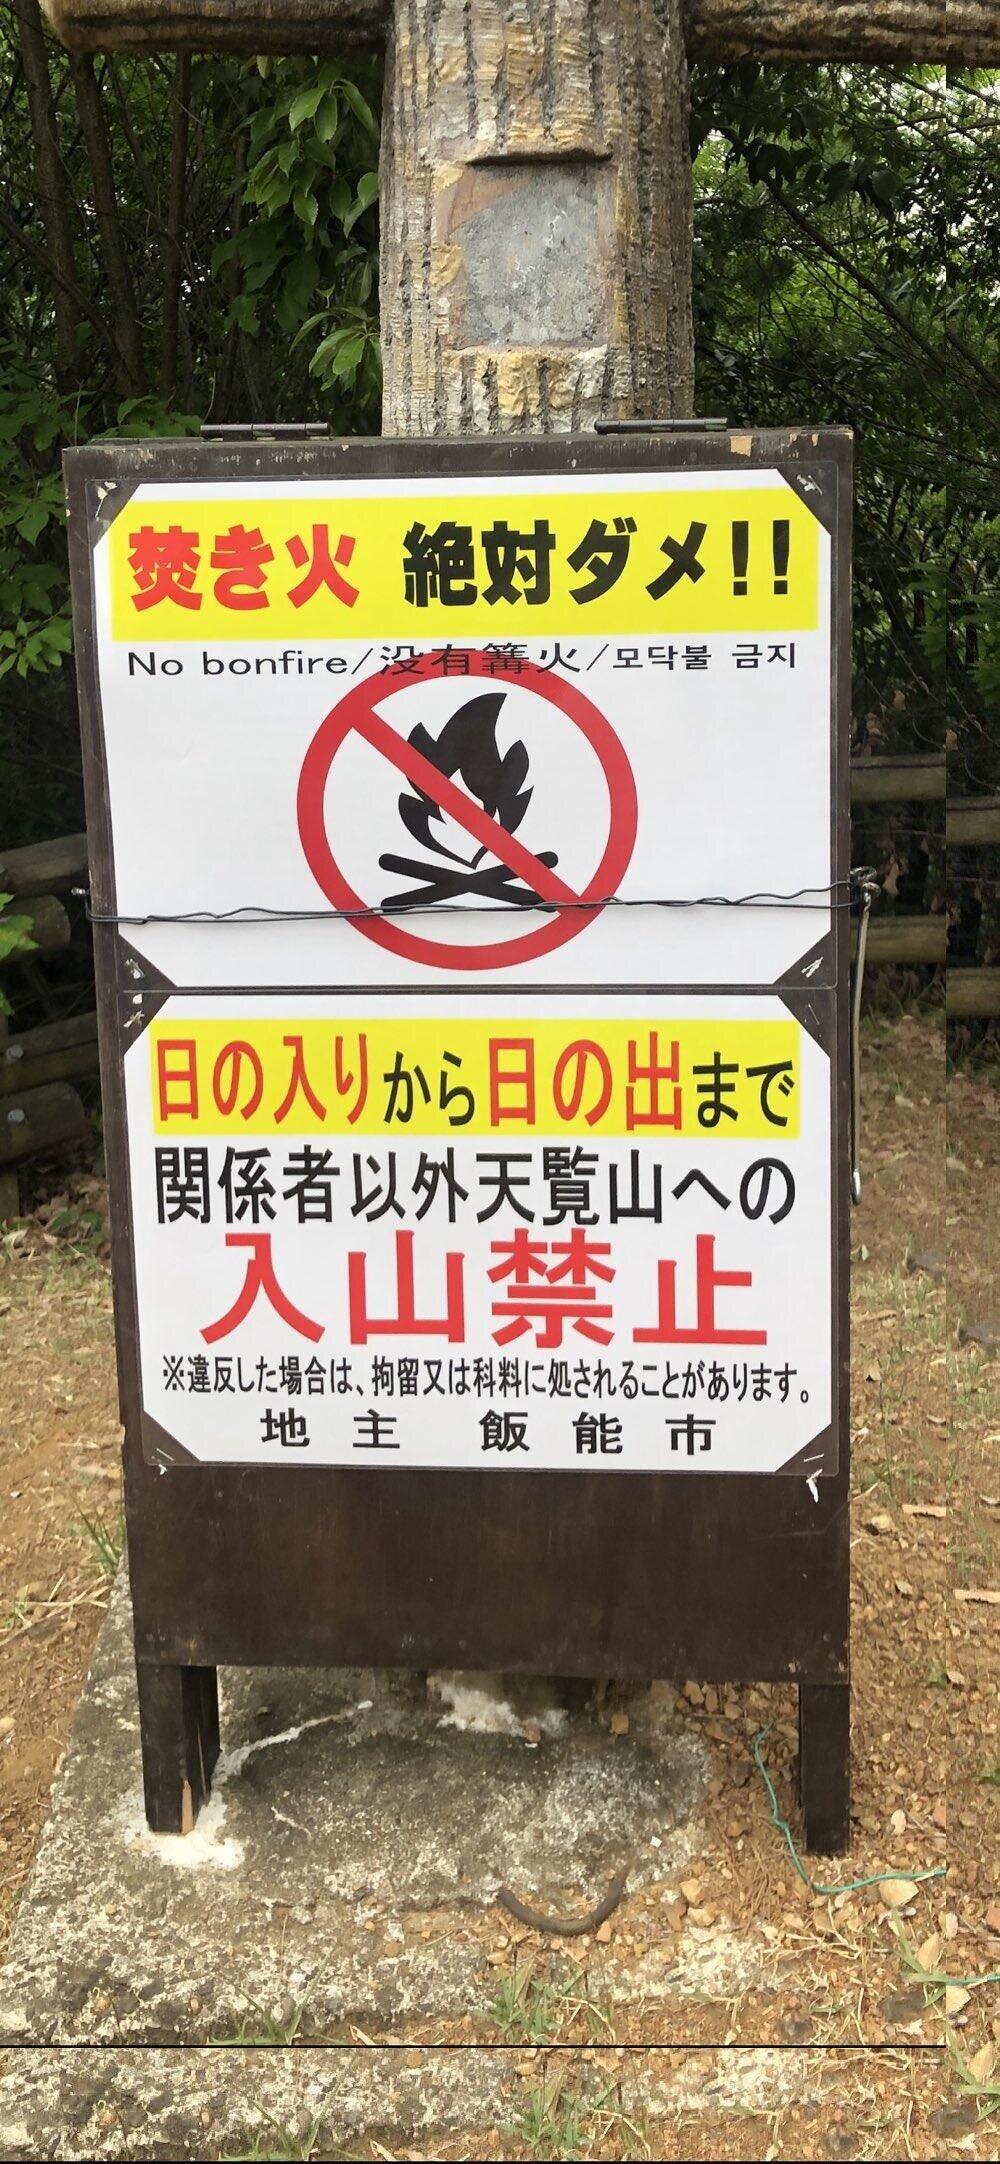 焚き火 絶対ダメ!!
No bonfire/没有篝火/모닥불 금지
日の入りから日の出まで
関係者以外天覧山への
入山禁止
※違反した場合は、拘留又は科料に処されることがあります。
地主 飯能市